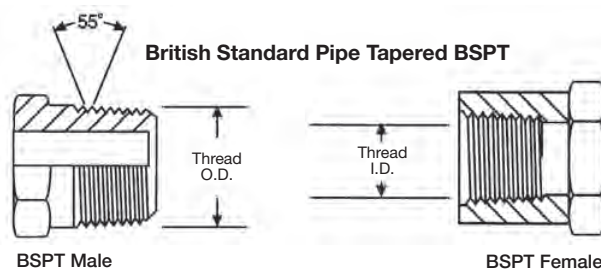 55°
British Standard Pipe Tapered BSPT
Thread
O.D.
Thread
I.D.
BSPT Male
BSPT Female